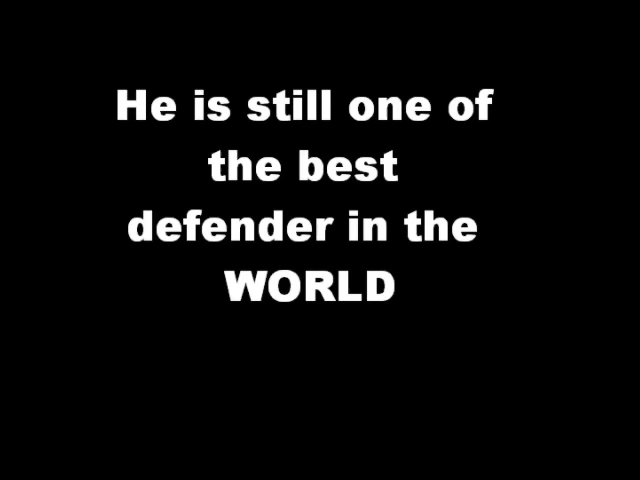 He is still one of
the best
defender in the
WORLD